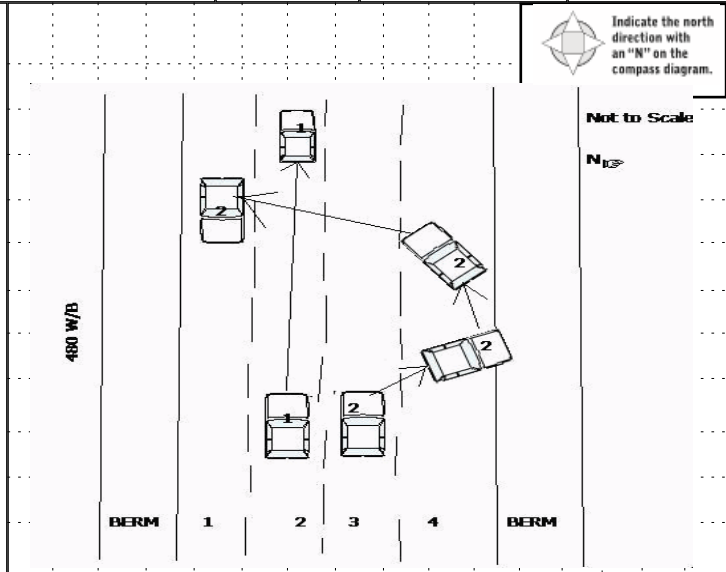 Indicate the north
direction with
an "N" on the
compass diagram.
Not to Scale
N
1
2
2
480 W/B
2
1
2
BERM 1 2 3 4 BERM